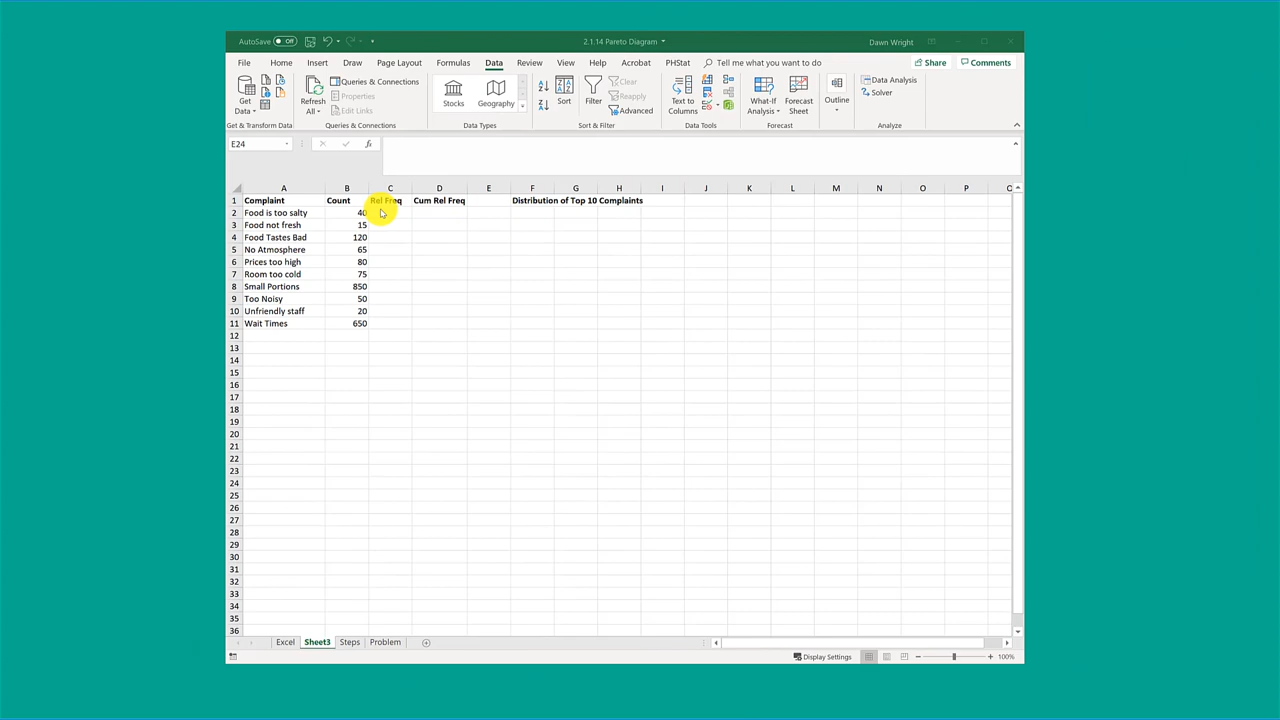 AutoSave Off 2.1.14 Pareto Diagram Dawn Wright
File Home Insert Draw Page Layout Formulas Data Review View Help Acrobat PHStat Tell me what you want to do Share Comments
Get Data
Refresh All
Queries & Connections
Properties
Edit Links
Stocks
Geography
Sort
Filter
Clear
Reapply
Advanced
Text to Columns
What-If Analysis
Forecast Sheet
Outline
Data Analysis
Solver
Get & Transform Data Queries & Connections Data Types Sort & Filter Data Tools Forecast Analyze
E24 fx
A B C D E F G H I J K L M N O P
1 Complaint Count Rel Freq Cum Rel Freq Distribution of Top 10 Complaints
2 Food is too salty 40
3 Food not fresh 15
4 Food Tastes Bad 120
5 No Atmosphere 65
6 Prices too high 80
7 Room too cold 75
8 Small Portions 850
9 Too Noisy 50
10 Unfriendly staff 20
11 Wait Times 650
12
13
14
15
16
17
18
19
20
21
22
23
24
25
26
27
28
29
30
31
32
33
34
35
36
Excel Sheet3 Steps Problem
Display Settings 100%